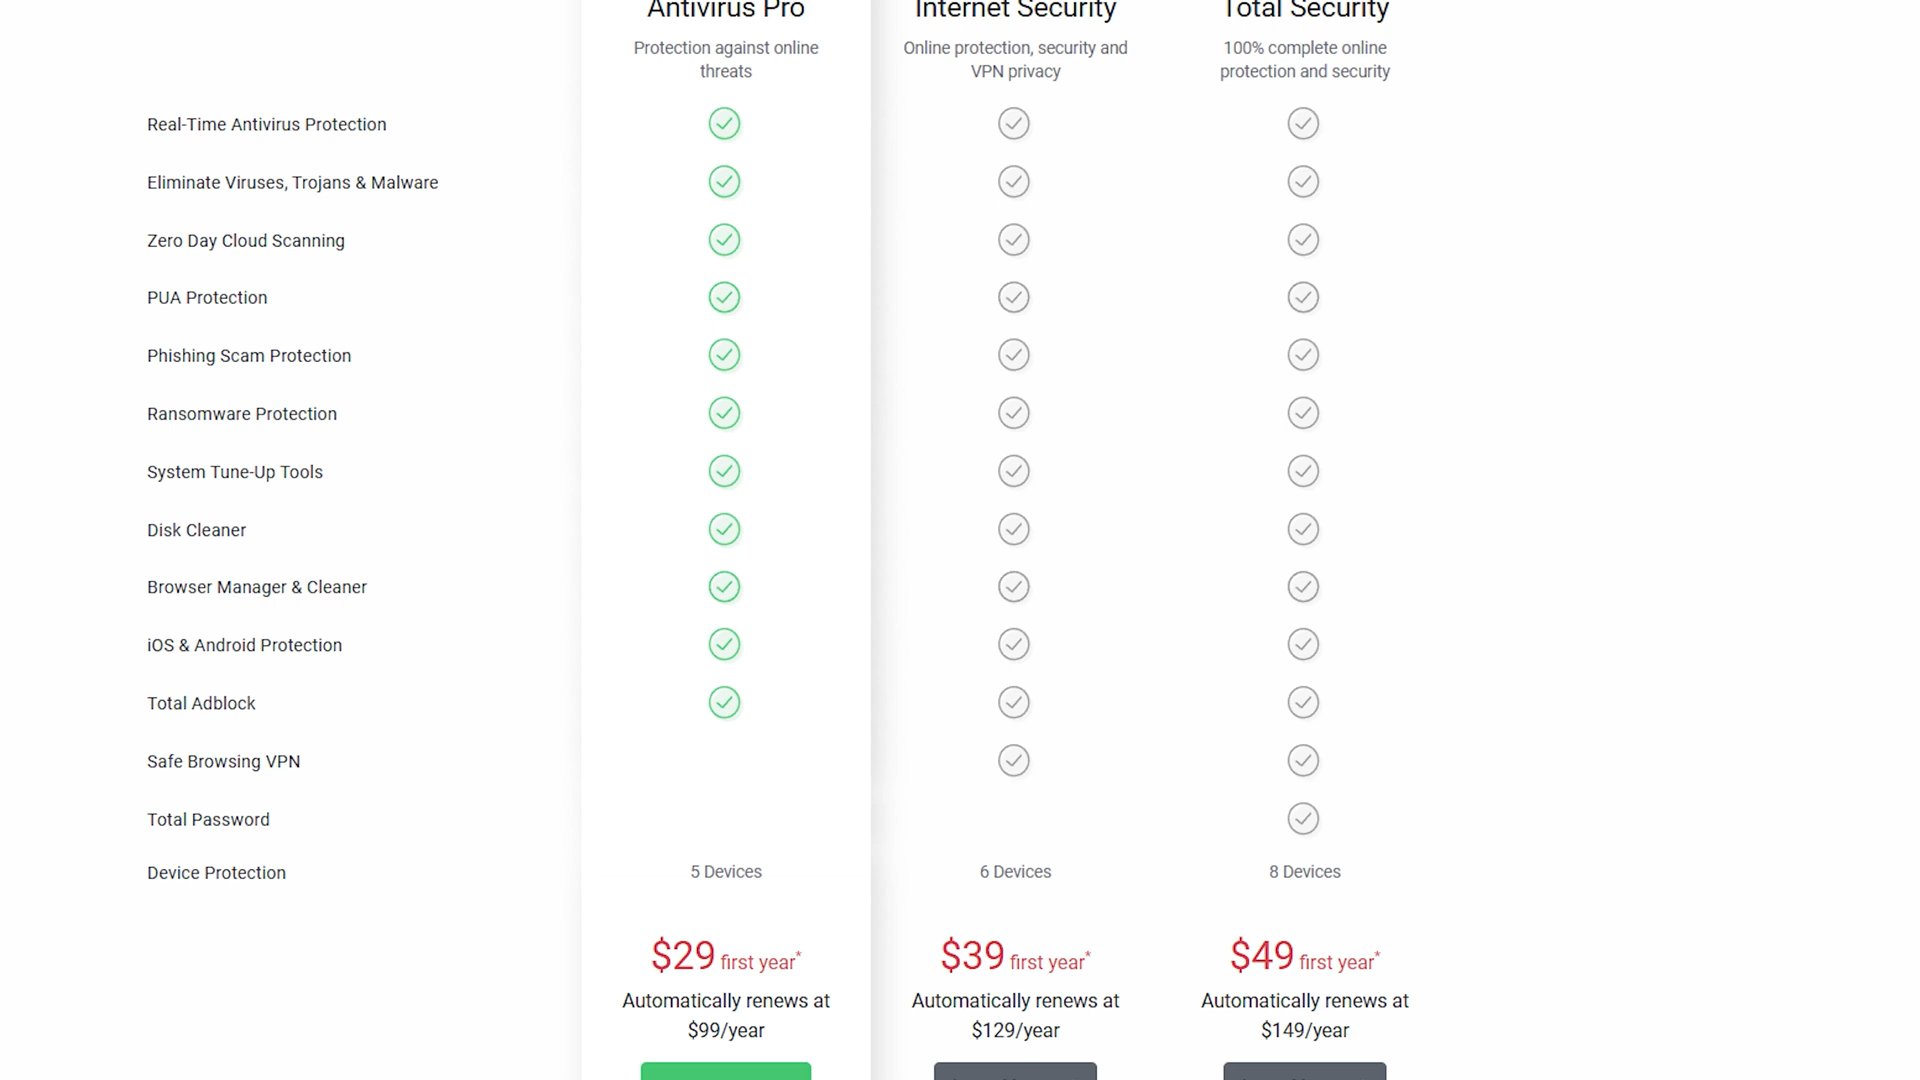 Antivirus Pro
Internet Security
Total Security
Protection against online
threats
Online protection, security and
VPN privacy
100% complete online
protection and security
Real-Time Antivirus Protection
Eliminate Viruses, Trojans & Malware
Zero Day Cloud Scanning
PUA Protection
Phishing Scam Protection
Ransomware Protection
System Tune-Up Tools
Disk Cleaner
Browser Manager & Cleaner
iOS & Android Protection
Total Adblock
Safe Browsing VPN
Total Password
Device Protection
5 Devices
6 Devices
8 Devices
$29 first year*
$39 first year*
$49 first year*
Automatically renews at
$99/year
Automatically renews at
$129/year
Automatically renews at
$149/year